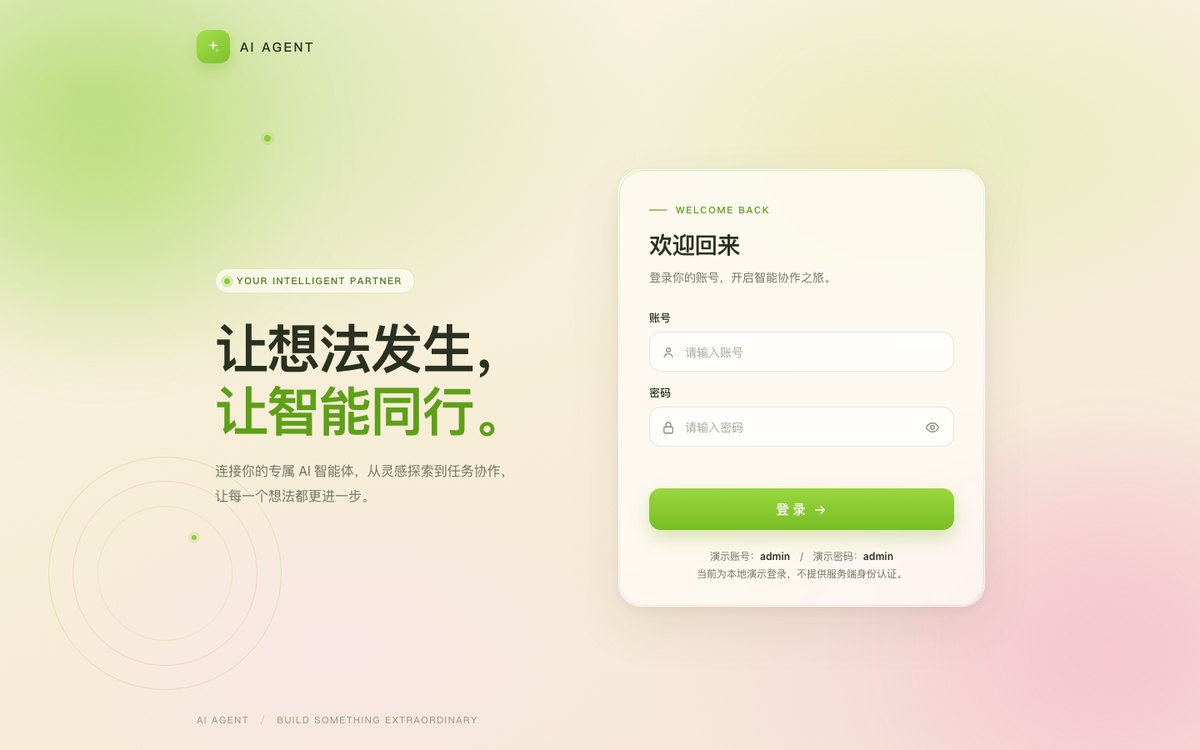 AI AGENT
YOUR INTELLIGENT PARTNER
让想法发生，
让智能同行。
连接你的专属 AI 智能体，从灵感探索到任务协作，
让每一个想法都更进一步。
AI AGENT / BUILD SOMETHING EXTRAORDINARY
WELCOME BACK
欢迎回来
登录你的账号，开启智能协作之旅。
账号
请输入账号
密码
请输入密码
登录 →
演示账号：admin / 演示密码：admin
当前为本地演示登录，不提供服务端身份认证。